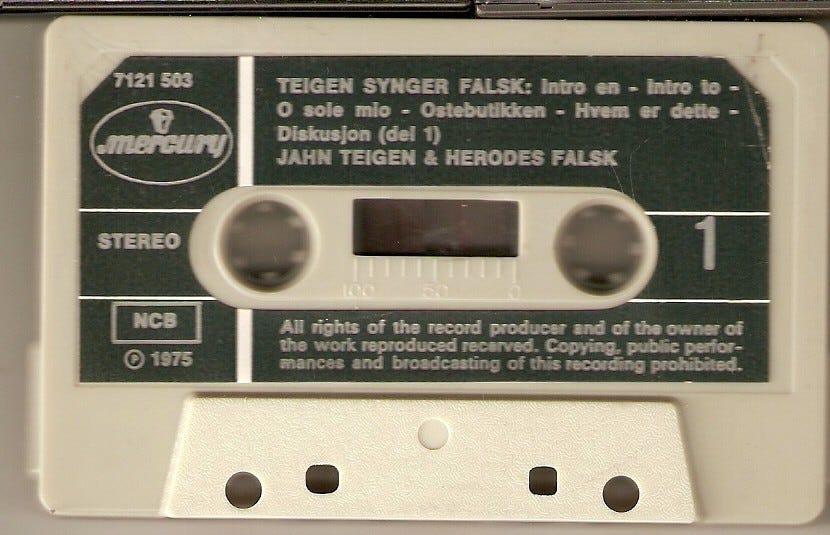 7121 503
mercury
TEIGEN SYNGER FALSK: Intro en - Intro to -
O sole mio - Ostebutikken - Hvem er dette -
Diskusjon (del 1)
JAHN TEIGEN & HERODES FALSK
STEREO
1
100 50 0
NCB
℗ 1975
All rights of the record producer and of the owner of
the work reproduced recerved. Copying, public perfor-
mances and broadcasting of this recording prohibited.